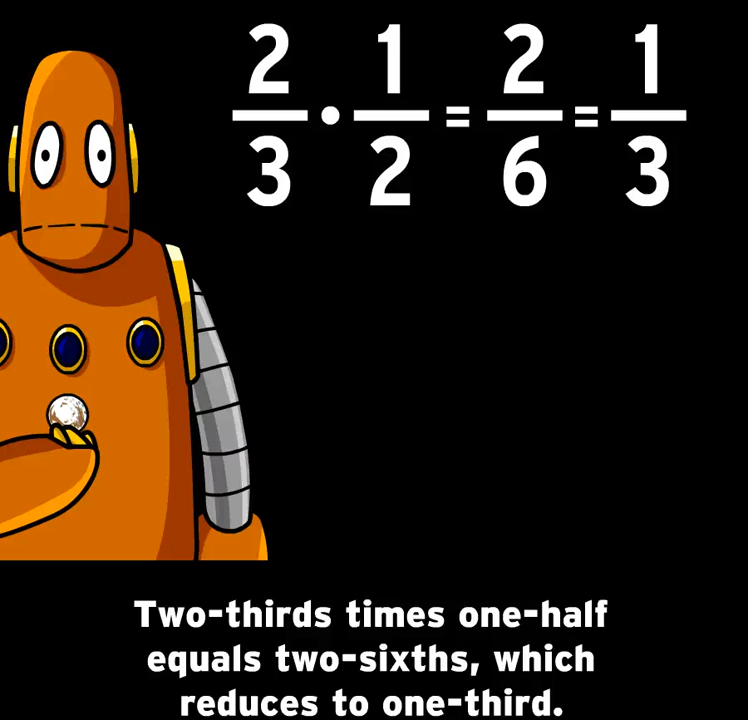 2/3 • 1/2 = 2/6 = 1/3
Two-thirds times one-half
equals two-sixths, which
reduces to one-third.